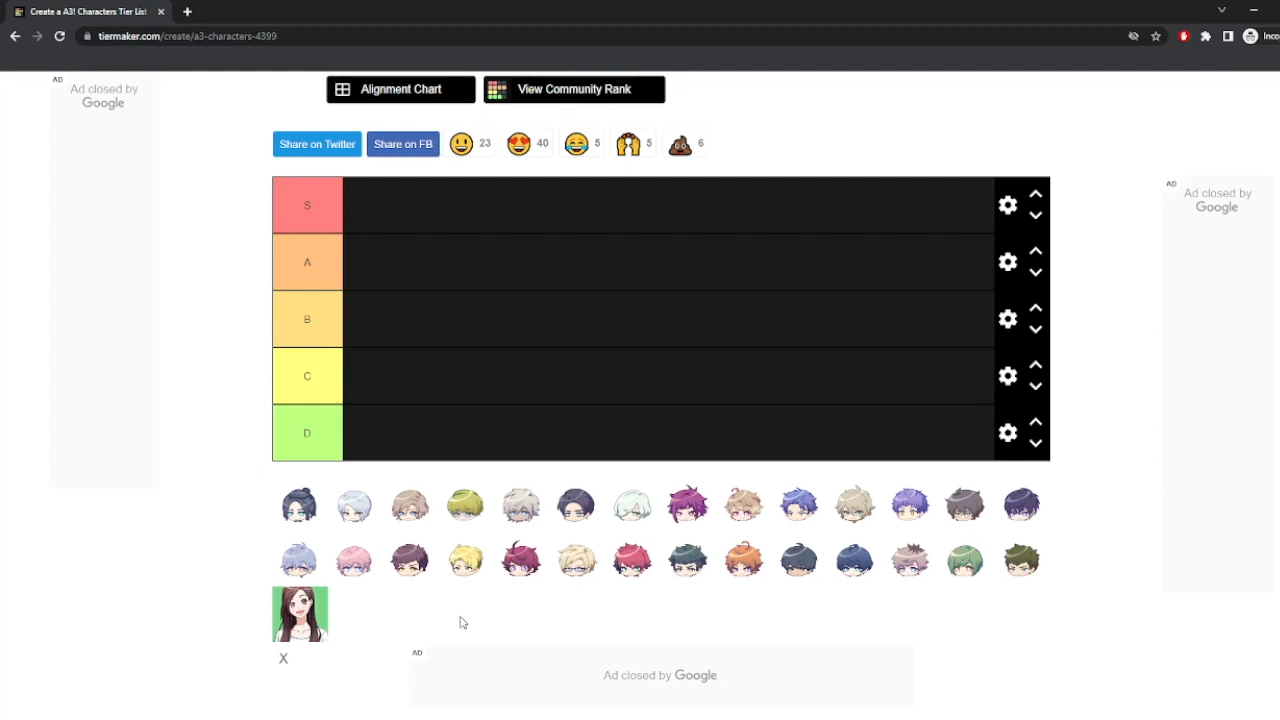 Create a A3! Characters Tier List
tiermaker.com/create/a3-characters-4399
Inco
AD
Ad closed by
Google
Alignment Chart
View Community Rank
Share on Twitter
Share on FB
23
40
5
5
6
AD
Ad closed by
Google
S
A
B
C
D
X
AD
Ad closed by Google